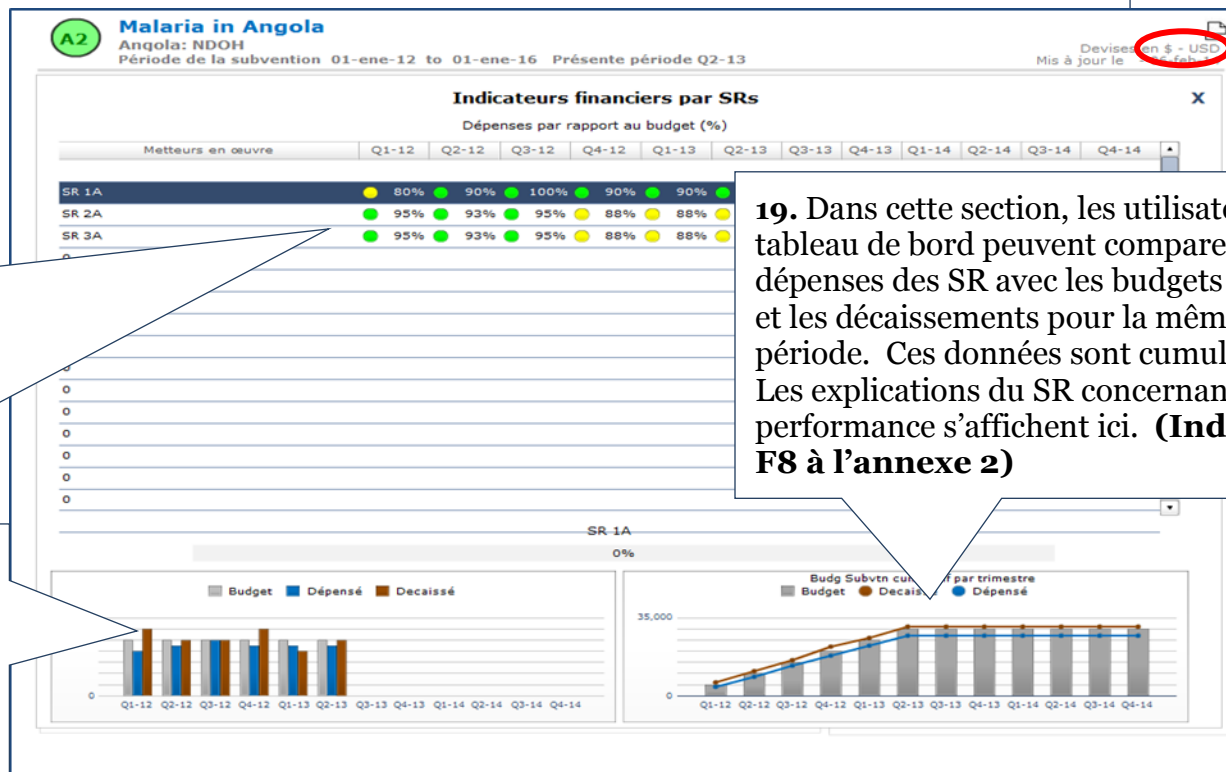 A2
Malaria in Angola
Angola: NDOH
Période de la subvention 01-ene-12 to 01-ene-16 Présente période Q2-13
Devises en $ - USD
Mis à jour le
Indicateurs financiers par SRs
X
Dépenses par rapport au budget (%)
Metteurs en œuvre Q1-12 Q2-12 Q3-12 Q4-12 Q1-13 Q2-13 Q3-13 Q4-13 Q1-14 Q2-14 Q3-14 Q4-14
SR 1A 80% 90% 100% 90% 90%
SR 2A 95% 93% 95% 88% 88%
SR 3A 95% 93% 95% 88% 88%
0
0
0
0
0
0
0
19. Dans cette section, les
tableau de bord peuvent
dépenses des SR avec les budgets
et les décaissements pour la
période. Ces données sont
Les explications du SR
performance s’affichent ici.
F8 à l’annexe 2)
SR 1A
0%
Budget Dépensé Decaissé
0
Q1-12 Q2-12 Q3-12 Q4-12 Q1-13 Q2-13 Q3-13 Q4-13 Q1-14 Q2-14 Q3-14 Q4-14
Budg Subvtn par trimestre
Budget Dépensé
35,000
0
Q1-12 Q2-12 Q3-12 Q4-12 Q1-13 Q2-13 Q3-13 Q4-13 Q1-14 Q2-14 Q3-14 Q4-14